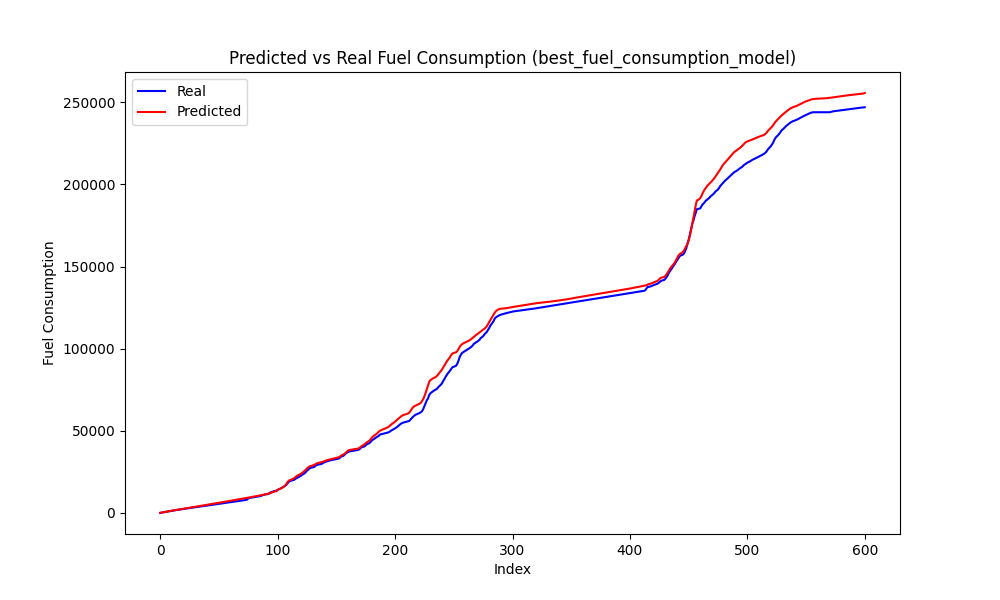 Predicted vs Real Fuel Consumption (best_fuel_consumption_model)
Real
Predicted
250000
200000
150000
100000
50000
0
Fuel Consumption
0 100 200 300 400 500 600
Index